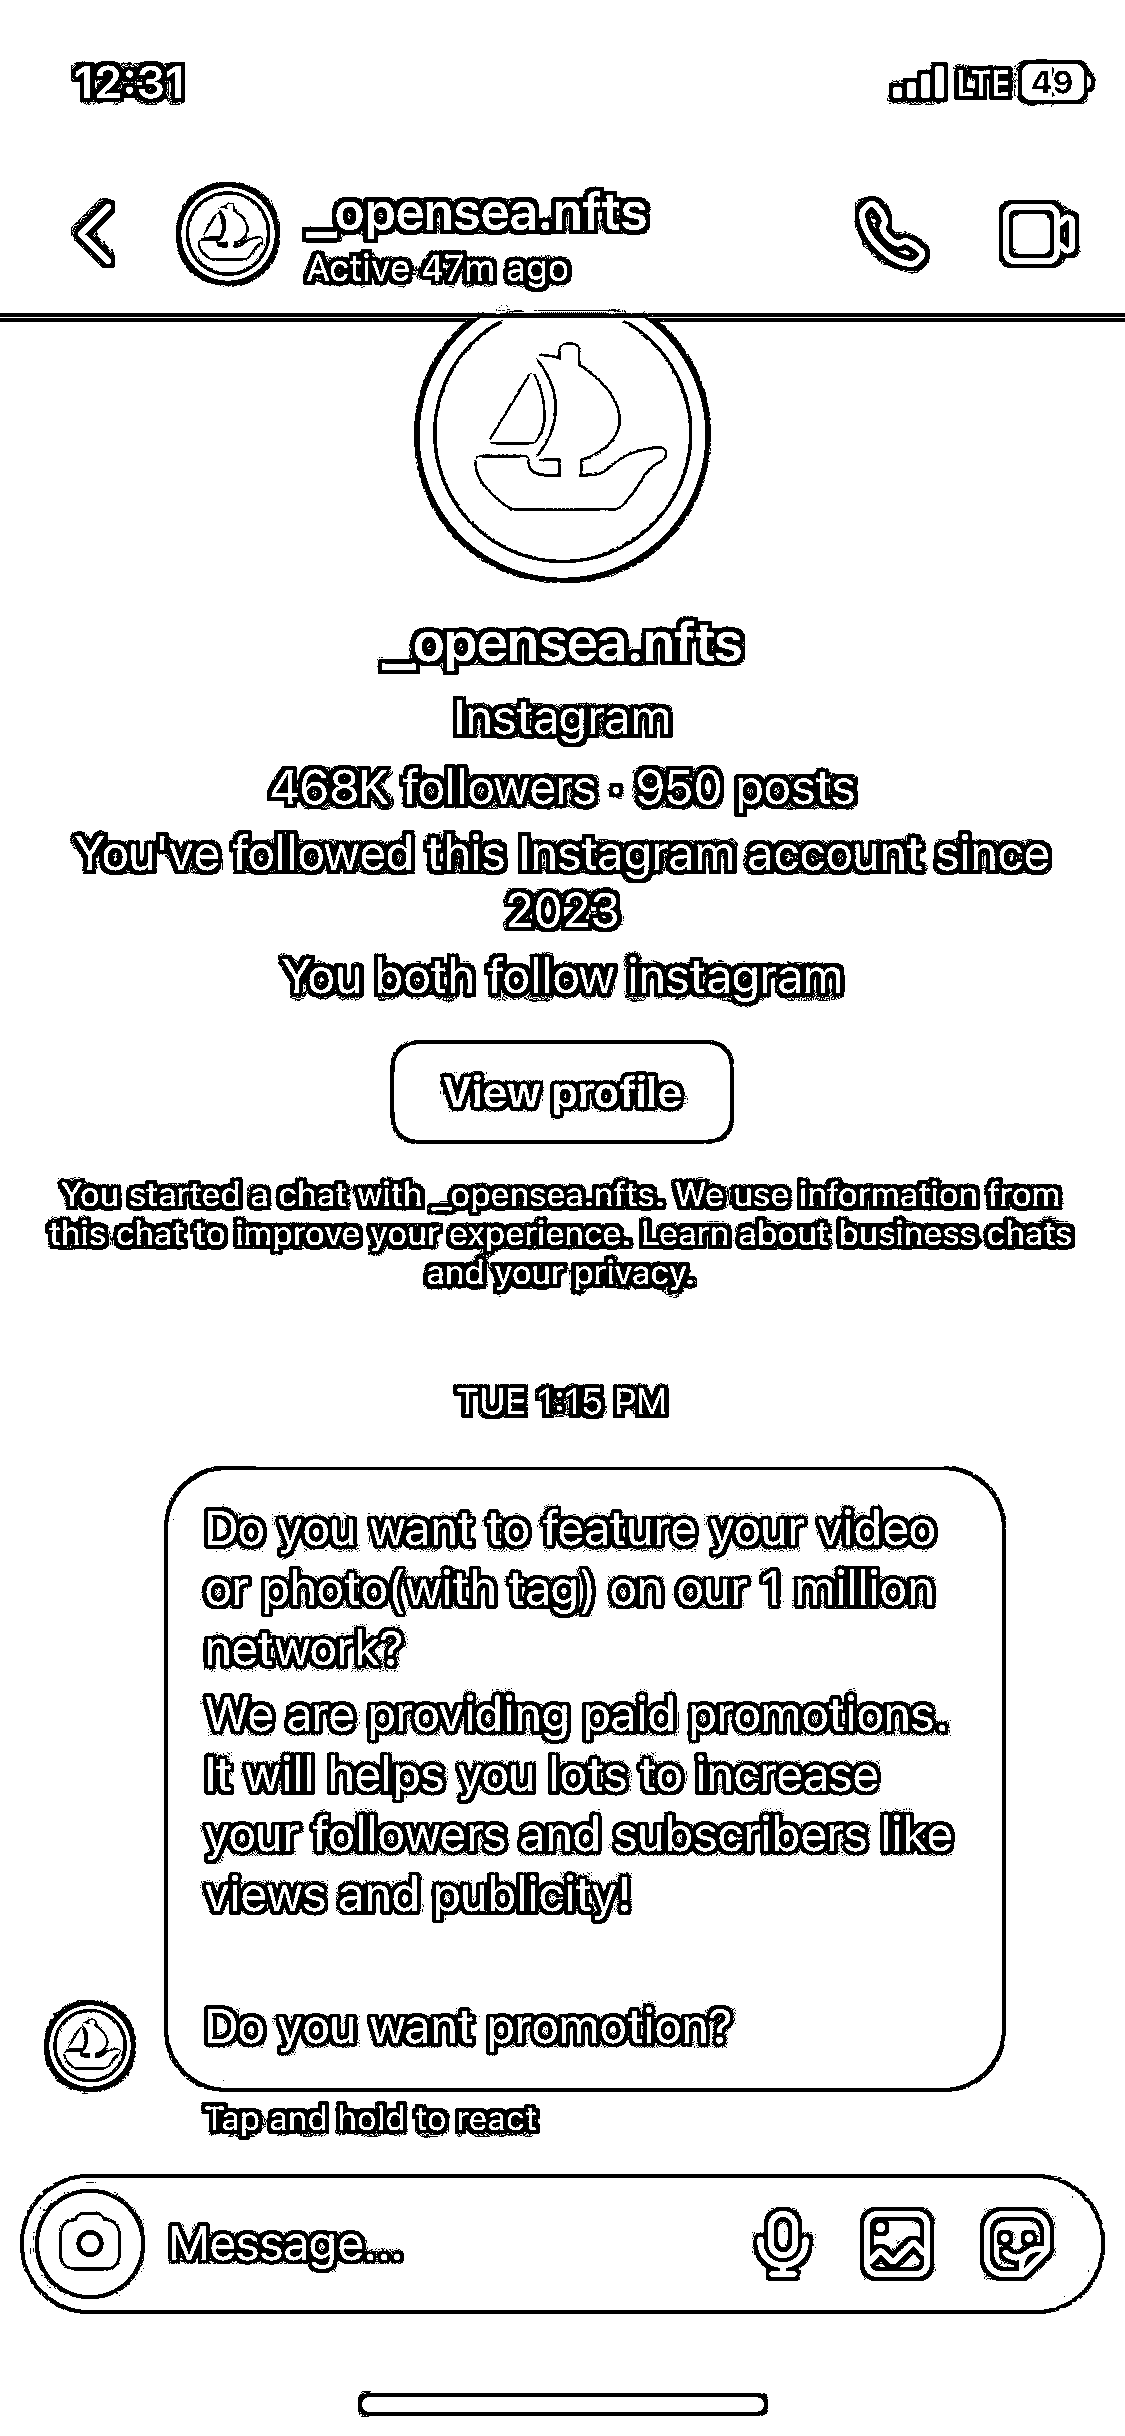 12:31
LTE 49
_opensea.nfts
Active 47m ago
_opensea.nfts
Instagram
468K followers · 950 posts
You've followed this Instagram account since
2023
You both follow instagram
View profile
You started a chat with _opensea.nfts. We use information from
this chat to improve your experience. Learn about business chats
and your privacy.
TUE 1:15 PM
Do you want to feature your video
or photo(with tag) on our 1 million
network?
We are providing paid promotions.
It will helps you lots to increase
your followers and subscribers like
views and publicity!
Do you want promotion?
Tap and hold to react
Message...